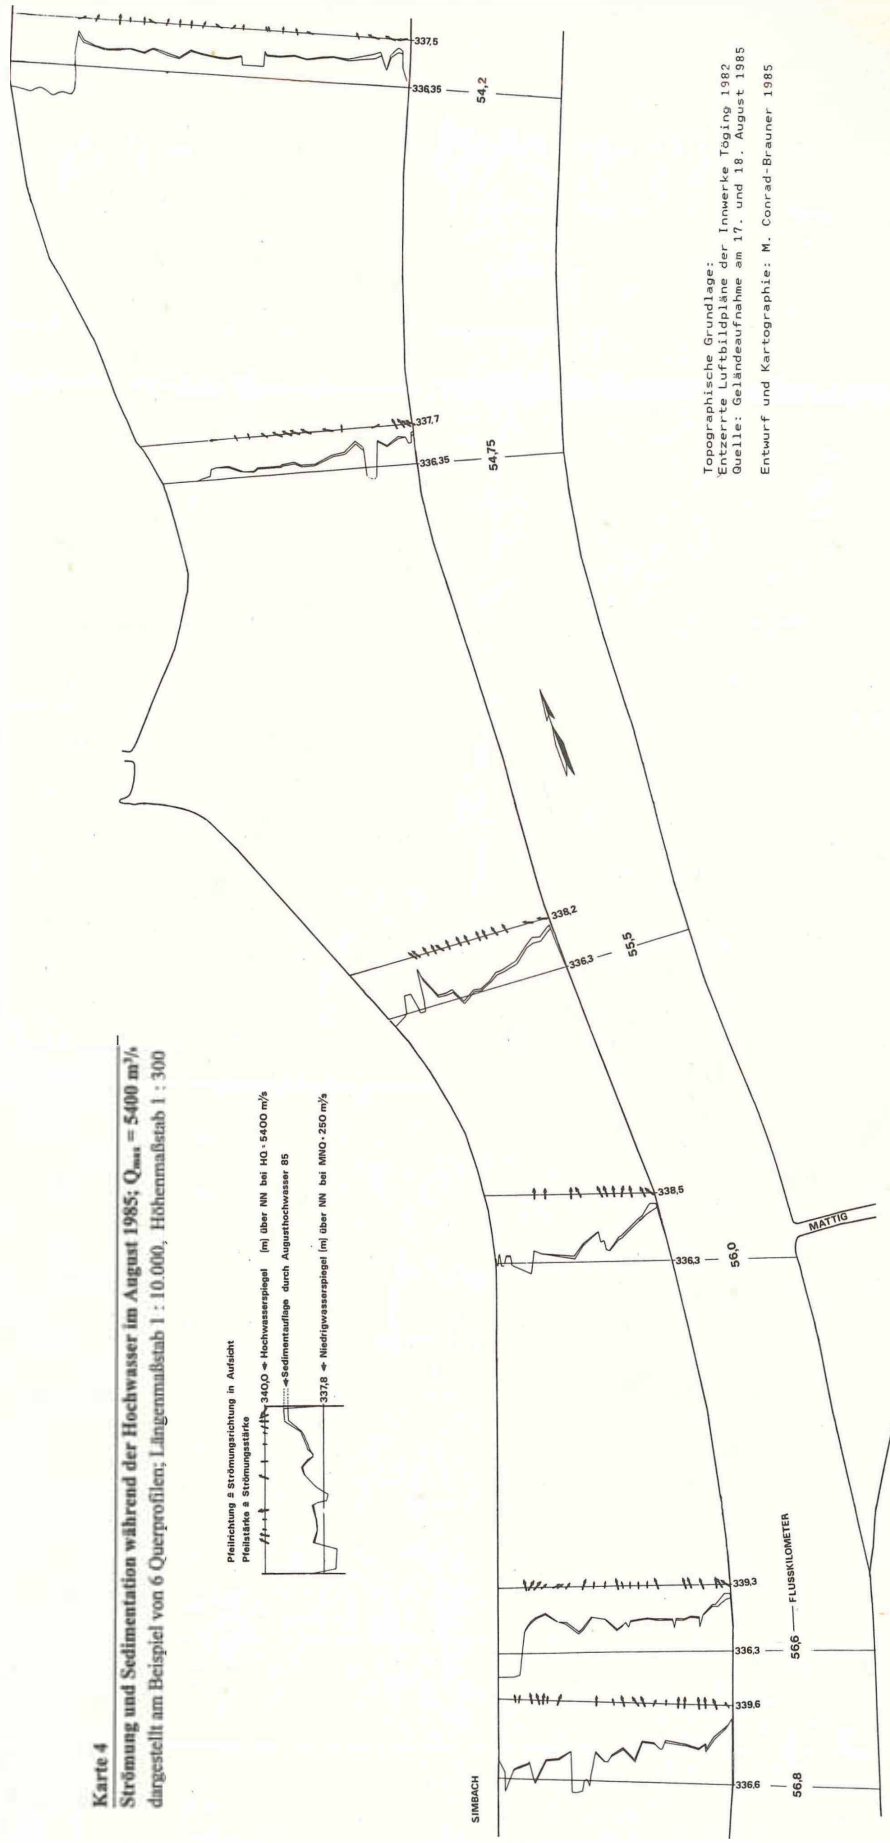 Karte 4
Strömung und Sedimentation während der Hochwasser im August 1985; Qmax = 5400 m³/s
dargestellt am Beispiel von 6 Querprofilen; Längenmaßstab 1 : 10.000, Höhenmaßstab 1 : 300
Pfeilrichtung ≙ Strömungsrichtung in Aufsicht
Pfeilstärke ≙ Strömungsstärke
340,0 Hochwasserspiegel (m) über NN bei HQ · 5400 m³/s
Sedimentauflage durch Augusthochwasser 85
337,8 Niedrigwasserspiegel (m) über NN bei MNQ · 250 m³/s
SIMBACH
336,6
339,6
56,8
336,3
339,3
56,6
FLUSSKILOMETER
336,3
338,5
56,0
MATTIG
336,3
338,2
55,5
336,35
337,7
54,75
336,35
337,5
54,2
Topographische Grundlage:
Entzerrte Luftbildpläne der Innwerke Töging 1982
Quelle: Geländeaufnahme am 17. und 18. August 1985
Entwurf und Kartographie: M. Conrad-Brauner 1985